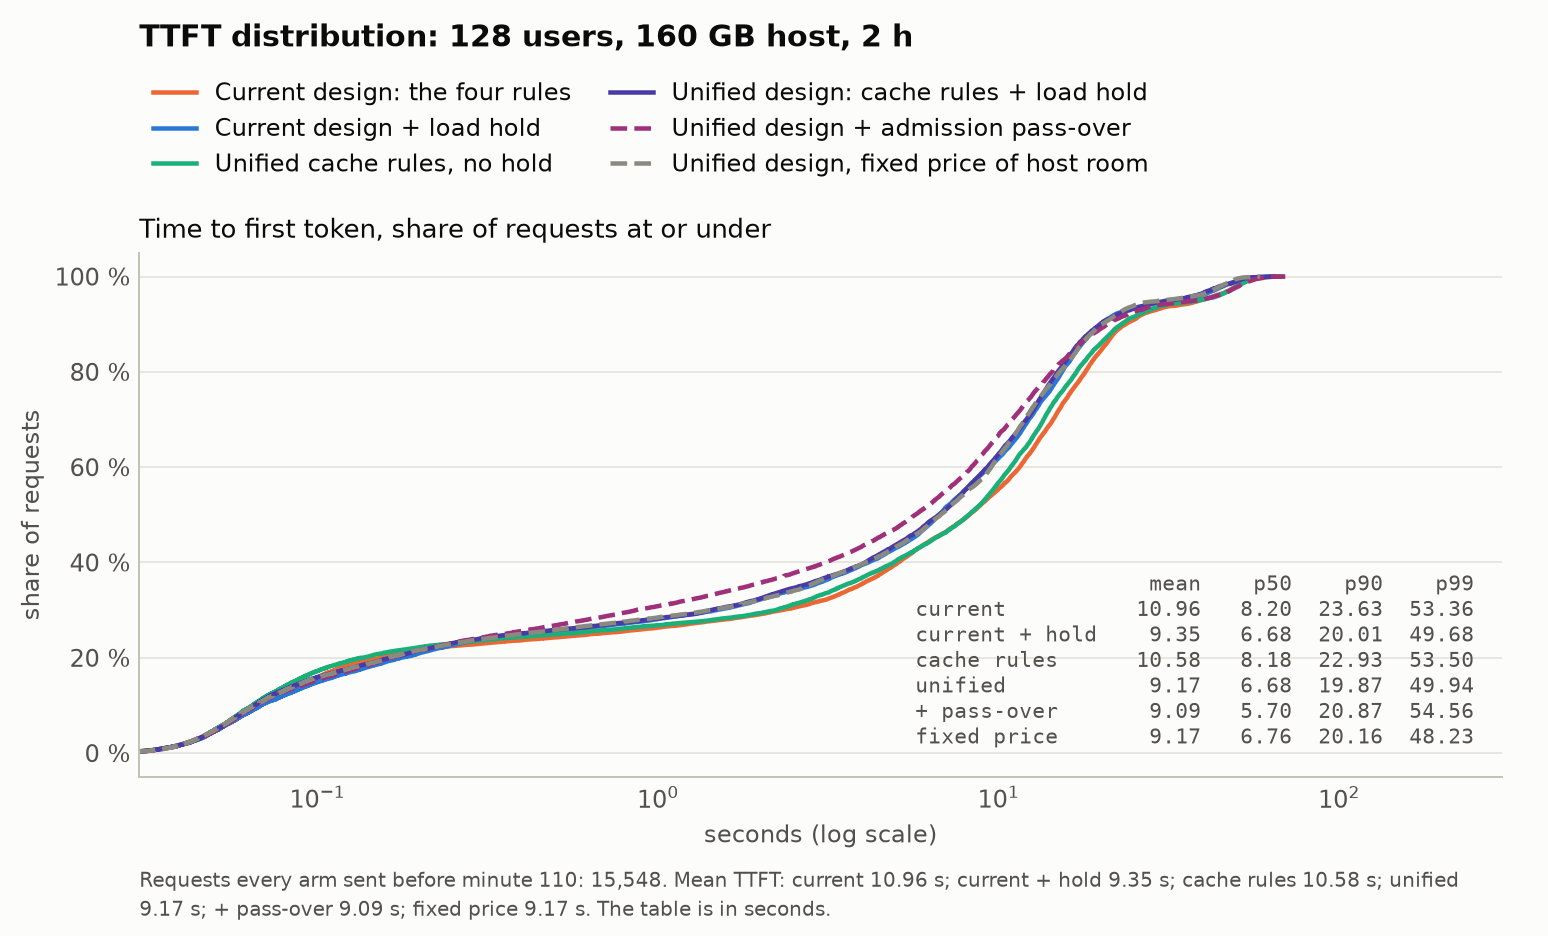 TTFT distribution: 128 users, 160 GB host, 2 h
Current design: the four rules
Current design + load hold
Unified cache rules, no hold
Unified design: cache rules + load hold
Unified design + admission pass-over
Unified design, fixed price of host room
Time to first token, share of requests at or under
share of requests
100 %
80 %
60 %
40 %
20 %
0 %
mean p50 p90 p99
current 10.96 8.20 23.63 53.36
current + hold 9.35 6.68 20.01 49.68
cache rules 10.58 8.18 22.93 53.50
unified 9.17 6.68 19.87 49.94
+ pass-over 9.09 5.70 20.87 54.56
fixed price 9.17 6.76 20.16 48.23
10⁻¹ 10⁰ 10¹ 10²
seconds (log scale)
Requests every arm sent before minute 110: 15,548. Mean TTFT: current 10.96 s; current + hold 9.35 s; cache rules 10.58 s; unified
9.17 s; + pass-over 9.09 s; fixed price 9.17 s. The table is in seconds.